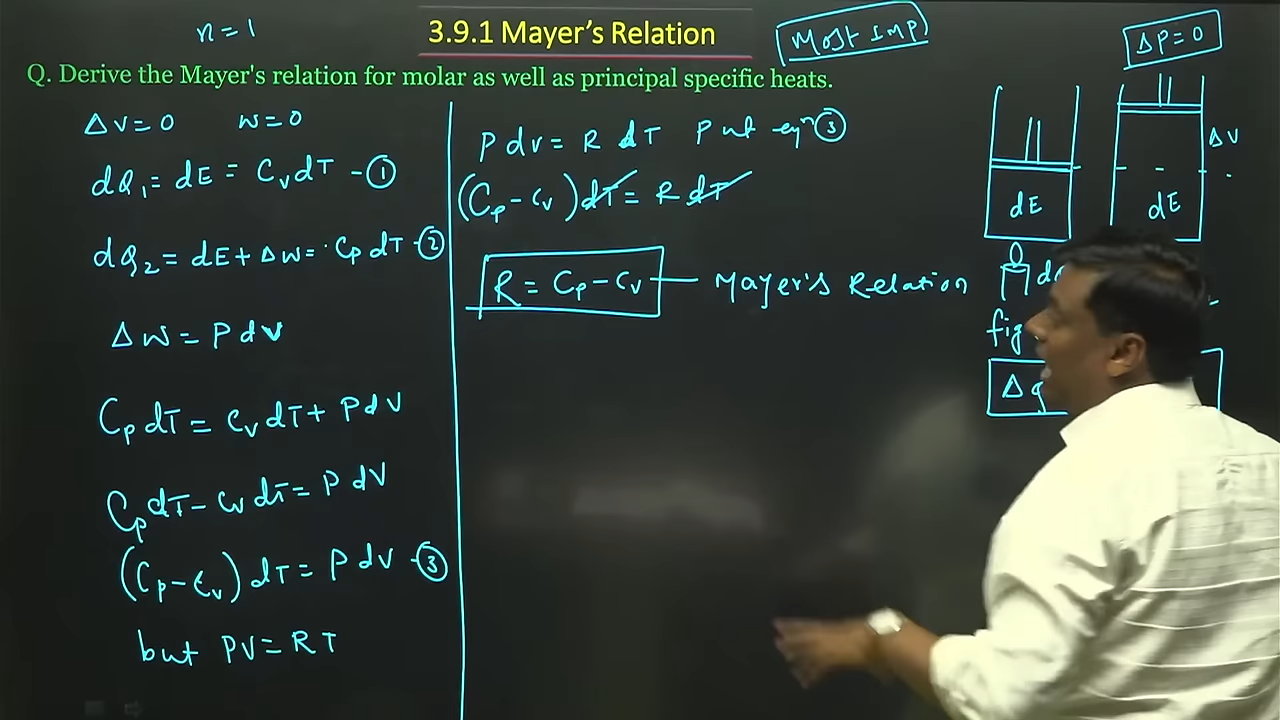 n = 1
3.9.1 Mayer's Relation
Most Imp
ΔP = 0
Q. Derive the Mayer's relation for molar as well as principal specific heats.
ΔV = 0 W = 0
dQ₁ = dE = CvdT - ①
dQ₂ = dE + ΔW = CpdT - ②
ΔW = PdV
CpdT = CvdT + PdV
CpdT - CvdT = PdV
(Cp - Cv)dT = PdV - ③
but PV = RT
PdV = RdT Put eqⁿ ③
(Cp - Cv)dT = RdT
R = Cp - Cv — Mayer's Relation
ΔV
dE
dE
fig